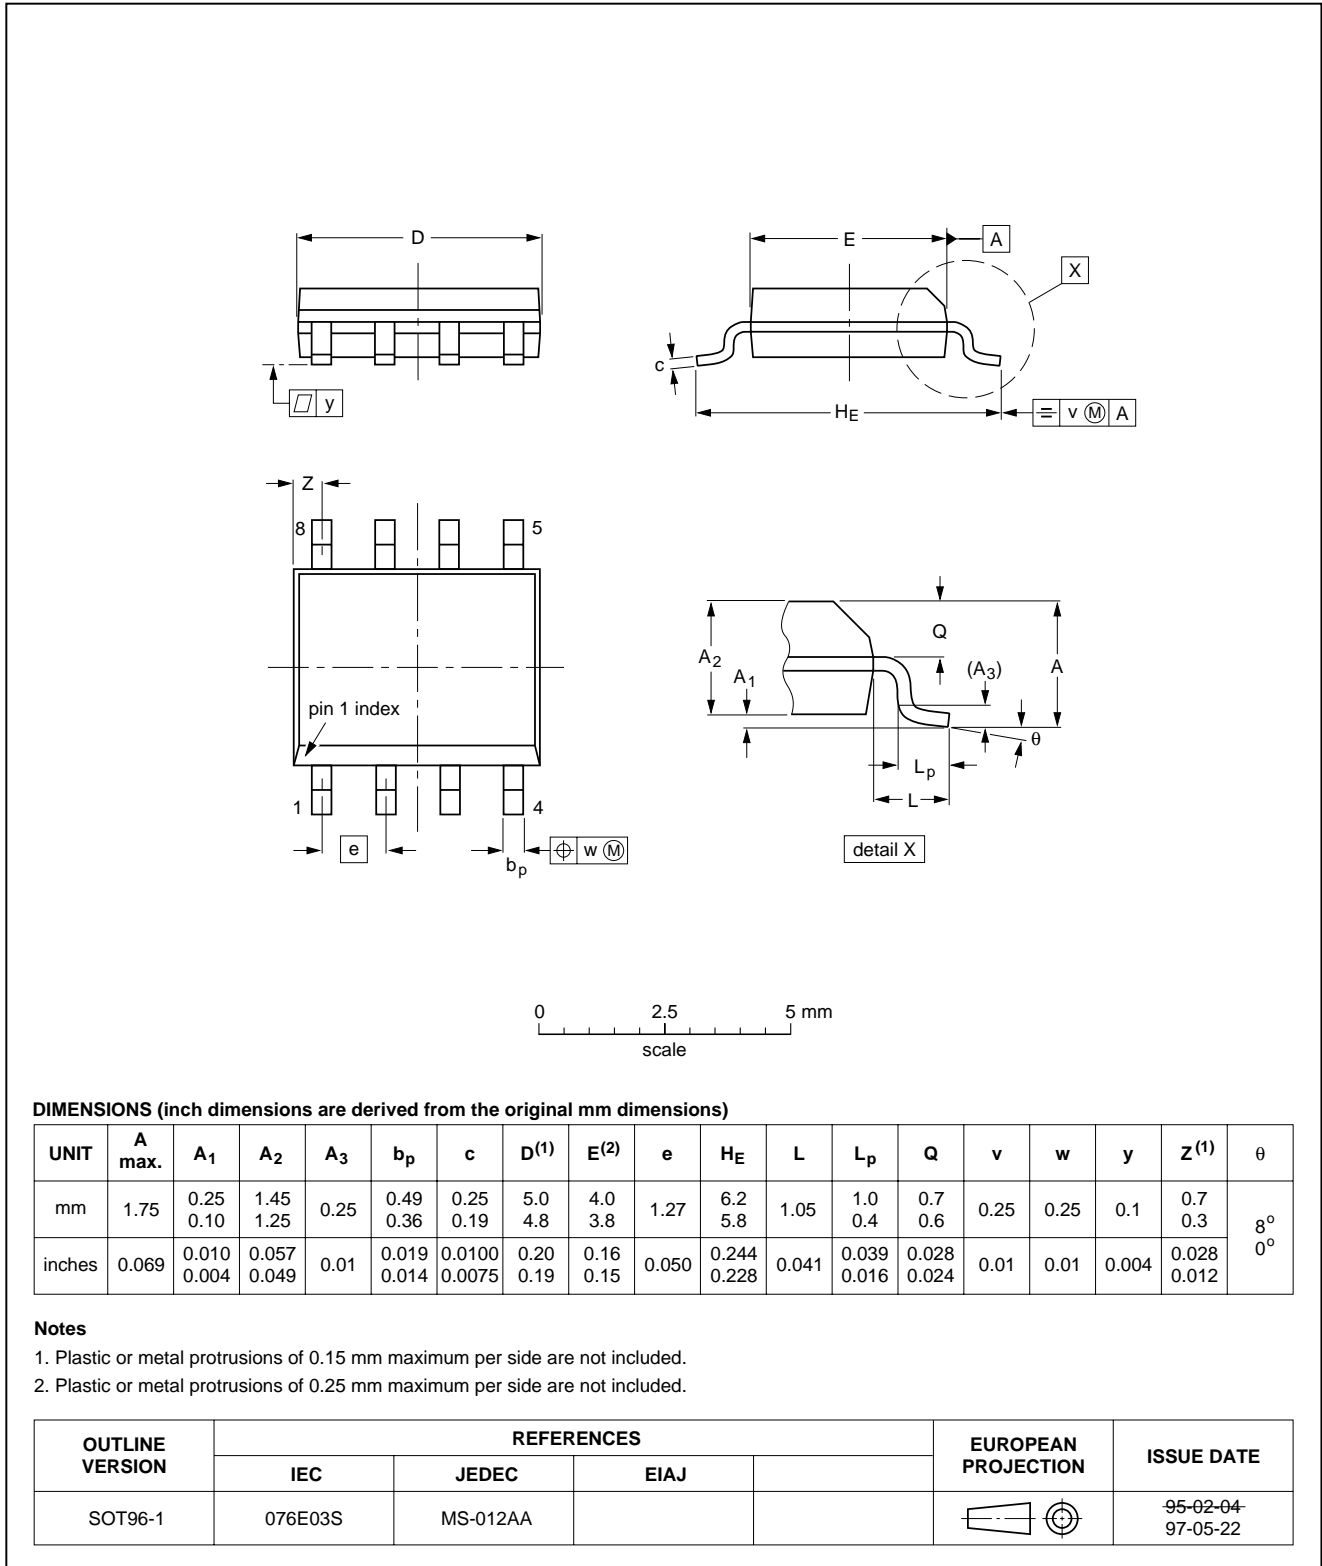 D
E
A
X
c
y
HE
v M A
Z
8
5
pin 1 index
1
4
e
bp
w M
A2
A1
Q
(A3)
A
θ
Lp
L
detail X
0 2.5 5 mm
scale
DIMENSIONS (inch dimensions are derived from the original mm dimensions)
UNIT A max. A1 A2 A3 bp c D(1) E(2) e HE L Lp Q v w y Z(1) θ
mm 1.75 0.25 0.10 1.45 1.25 0.25 0.49 0.36 0.25 0.19 5.0 4.8 4.0 3.8 1.27 6.2 5.8 1.05 1.0 0.4 0.7 0.6 0.25 0.25 0.1 0.7 0.3 8o 0o
inches 0.069 0.010 0.004 0.057 0.049 0.01 0.019 0.014 0.0100 0.0075 0.20 0.19 0.16 0.15 0.050 0.244 0.228 0.041 0.039 0.016 0.028 0.024 0.01 0.01 0.004 0.028 0.012
Notes
1. Plastic or metal protrusions of 0.15 mm maximum per side are not included.
2. Plastic or metal protrusions of 0.25 mm maximum per side are not included.
OUTLINE VERSION REFERENCES EUROPEAN PROJECTION ISSUE DATE
IEC JEDEC EIAJ
SOT96-1 076E03S MS-012AA 95-02-04
97-05-22